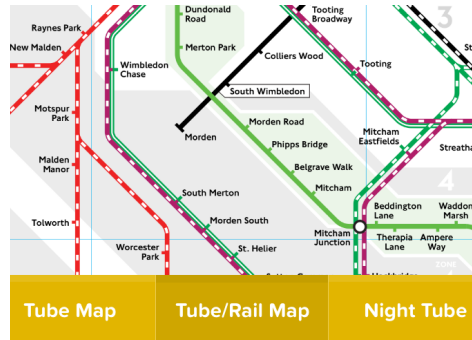 Dundonald
Road
Tooting
Broadway
3
Raynes Park
New Malden
Merton Park
Colliers Wood
Wimbledon
Chase
Tooting
South Wimbledon
Motspur
Park
Morden Road
Morden
Mitcham
Eastfields
Phipps Bridge
Malden
Manor
Belgrave Walk
4
Mitcham
South Merton
Beddington
Lane
Tolworth
Morden South
Mitcham
Junction
Therapia
Lane
Ampere
Way
Worcester
Park
St. Helier
Tube Map
Tube/Rail Map
Night Tube